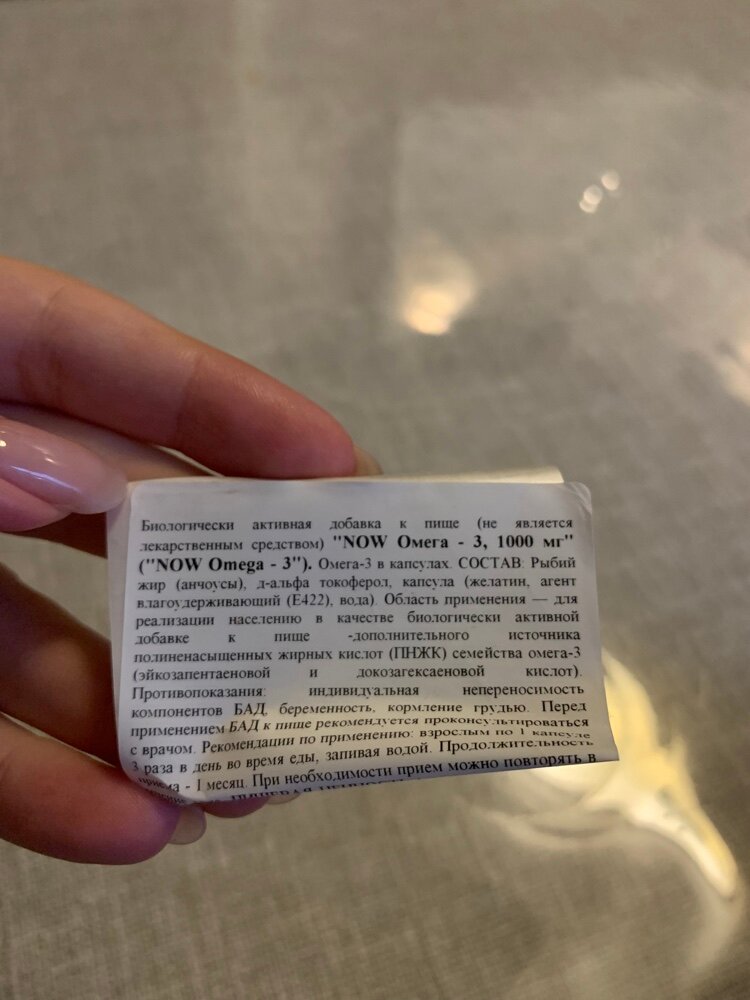 Биологически активная добавка к пище (не является
лекарственным средством) "NOW Омега - 3, 1000 мг"
("NOW Omega - 3"). Омега-3 в капсулах. СОСТАВ: Рыбий
жир (анчоусы), д-альфа токоферол, капсула (желатин, агент
влагоудерживающий (Е422), вода). Область применения — для
реализации населению в качестве биологически активной
добавке к пище -дополнительного источника
полиненасыщенных жирных кислот (ПНЖК) семейства омега-3
(эйкозапентаеновой и докозагексаеновой кислот).
Противопоказания: индивидуальная непереносимость
компонентов БАД, беременность, кормление грудью. Перед
применением БАД к пище рекомендуется проконсультироваться
с врачом. Рекомендации по применению: взрослым по 1 капсуле
3 раза в день во время еды, запивая водой. Продолжительность
приема - 1 месяц. При необходимости прием можно повторять в